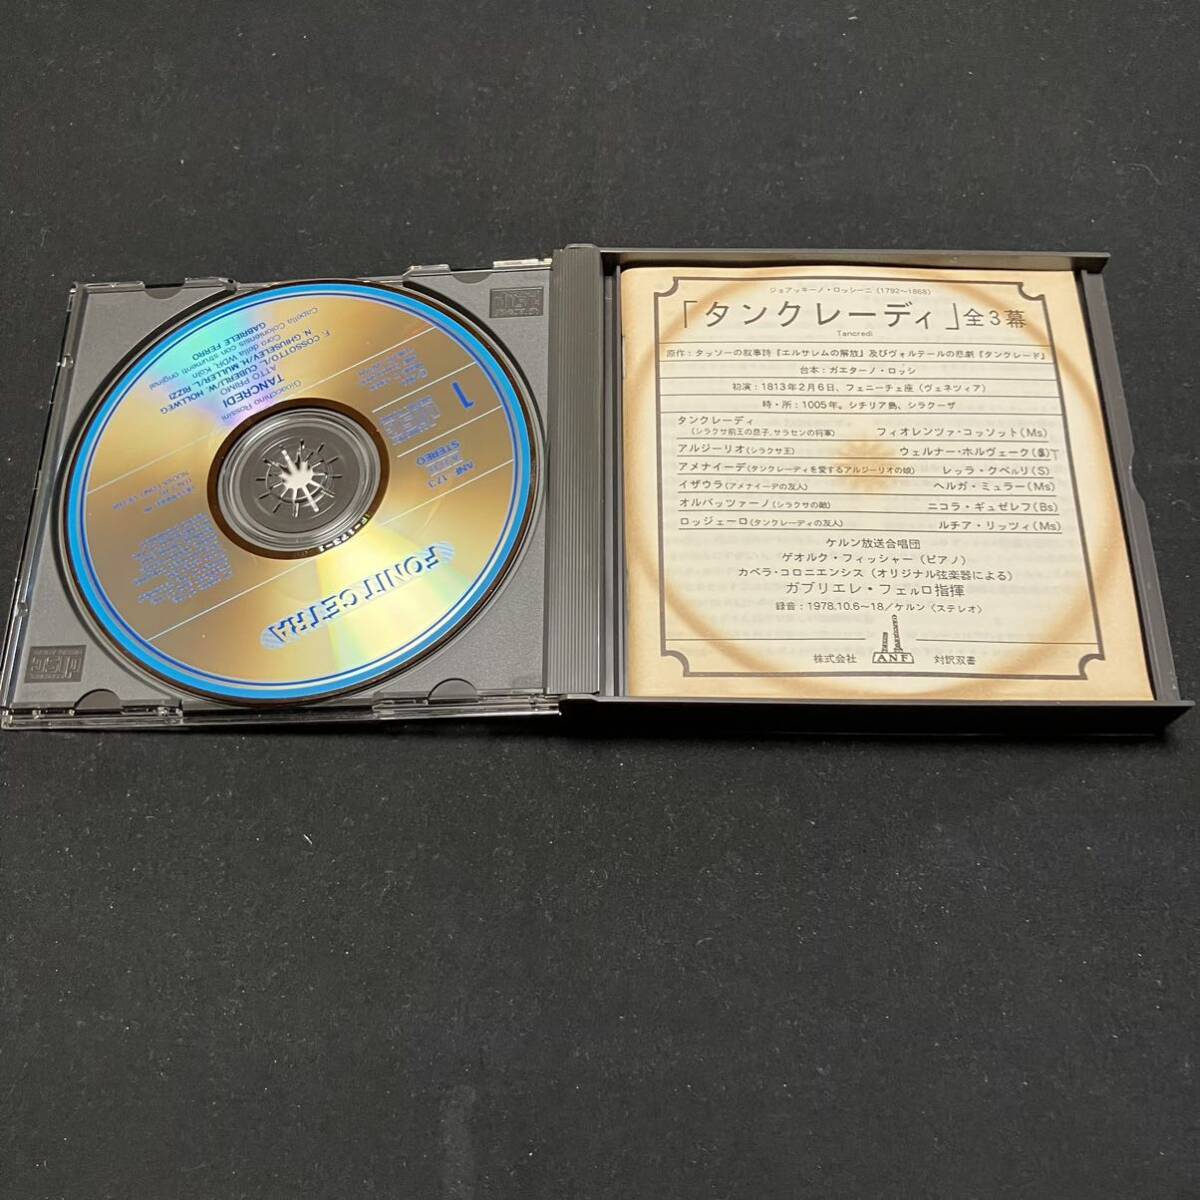 FONIT CETRA
ANF 123
STEREO
1
Gioacchino Rossini
TANCREDI
ATTO PRIMO
F. COSSOTTO/L. CUBERLI/W. HOLLWEG
N. GHIUSELEV/H. MULLER/L. RIZZI
Coro della WDR, Köln
Capella Coloniensis con strumenti originali
GABRIELE FERRO
ジョアッキーノ・ロッシーニ(1792〜1868)
「タンクレーディ」全3幕
Tancredi
原作:タッソーの叙事詩『エルサレムの解放』及びヴォルテールの悲劇『タンクレード』
台本:ガエターノ・ロッシ
初演:1813年2月6日、フェニーチェ座(ヴェネツィア)
時・所:1005年。シチリア島、シラクーザ
タンクレーディ
(シラクサ前王の息子,サラセンの将軍) フィオレンツァ・コッソット(Ms)
アルジーリオ(シラクサ王) ウェルナー・ホルヴェーク(T)
アメナイーデ(タンクレーディを愛するアルジーリオの娘) レッラ・クベルリ(S)
イザウラ(アメナイーデの友人) ヘルガ・ミュラー(Ms)
オルバッツァーノ(シラクサの敵) ニコラ・ギュゼレフ(Bs)
ロッジェーロ(タンクレーディの友人) ルチア・リッツィ(Ms)
ケルン放送合唱団
ゲオルク・フィッシャー(ピアノ)
カペラ・コロニエンシス(オリジナル弦楽器による)
ガブリエレ・フェルロ指揮
録音:1978.10.6〜18/ケルン〈ステレオ〉
株式会社 ANF 対訳双書